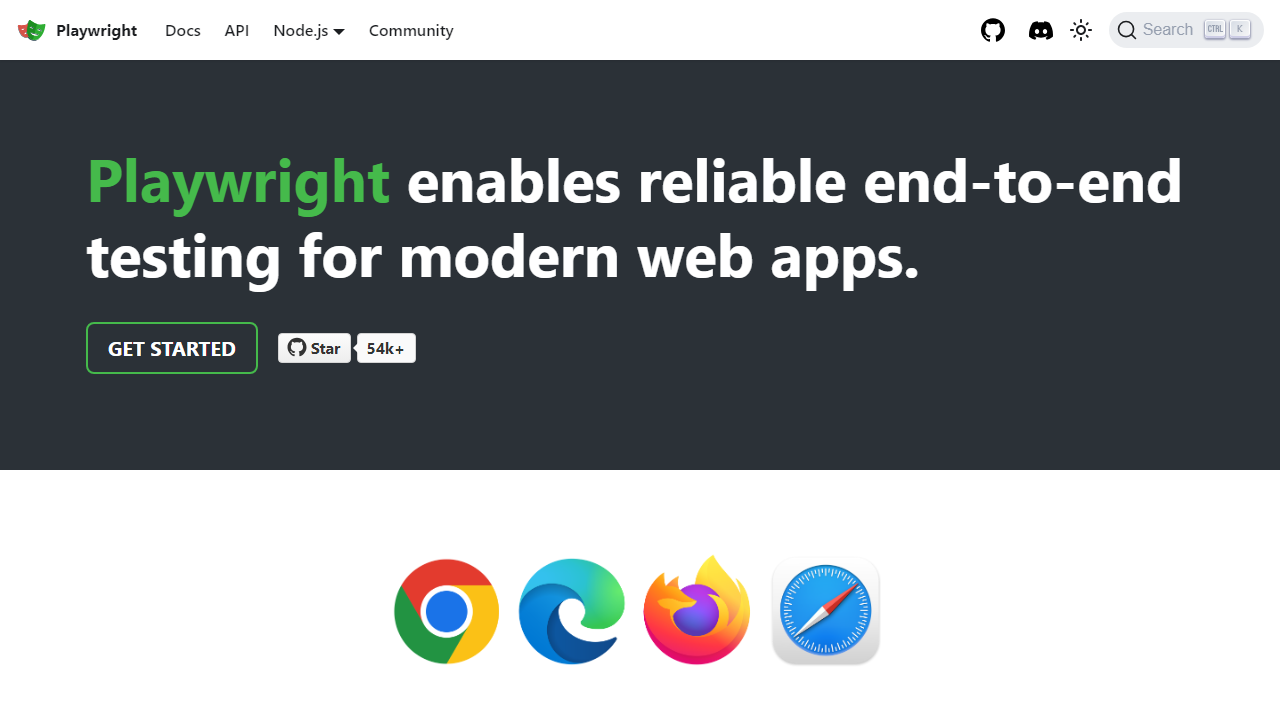 Playwright Docs API Node.js Community Search CTRL K
Playwright enables reliable end-to-end
testing for modern web apps.
GET STARTED Star 54k+